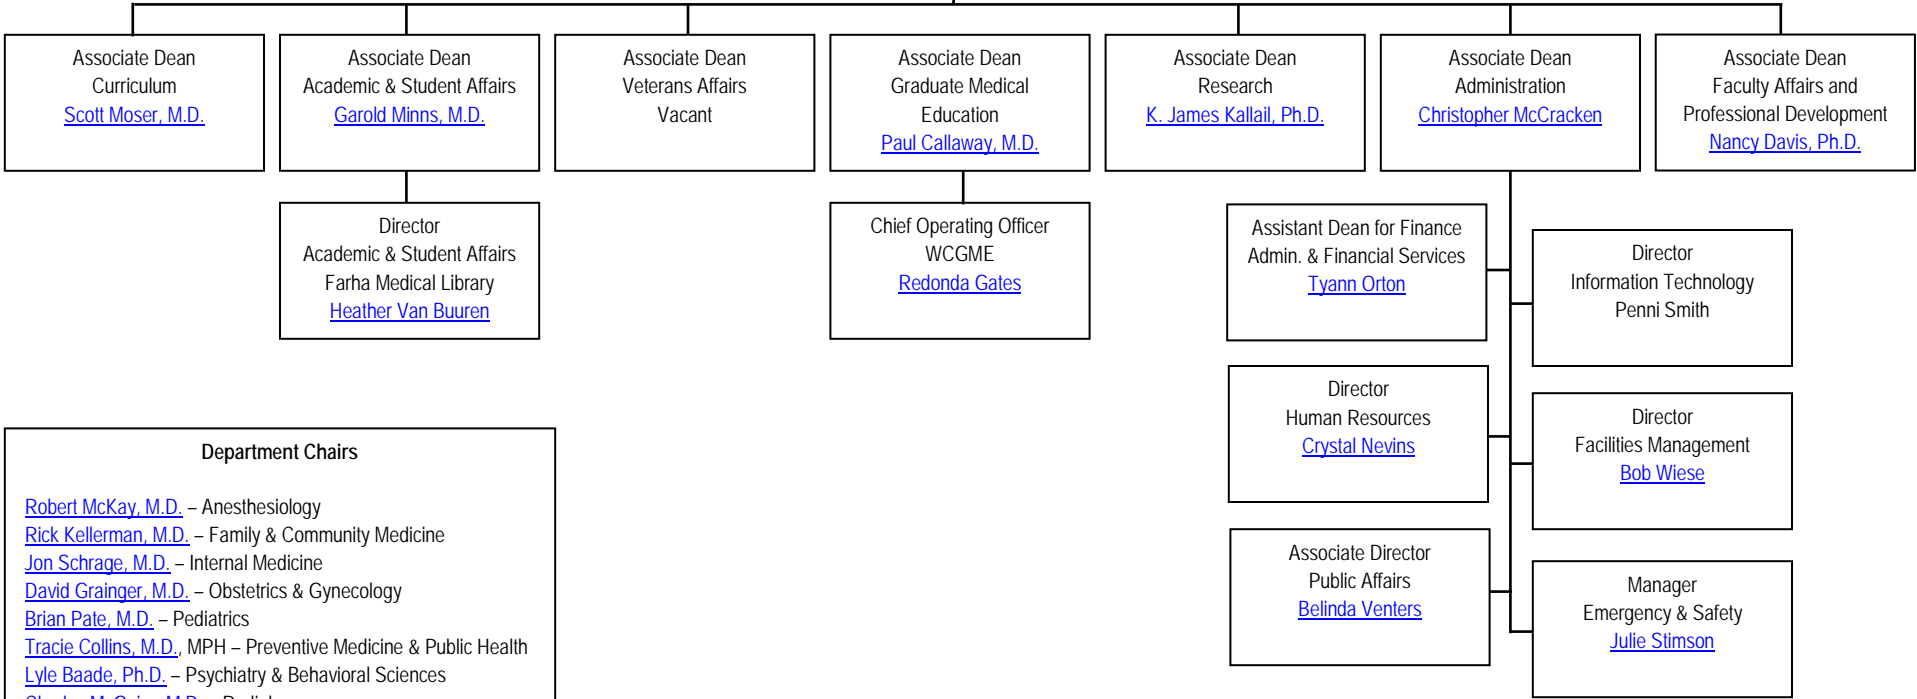 Associate Dean
Curriculum
Scott Moser, M.D.
Associate Dean
Academic & Student Affairs
Garold Minns, M.D.
Associate Dean
Veterans Affairs
Vacant
Associate Dean
Graduate Medical
Education
Paul Callaway, M.D.
Associate Dean
Research
K. James Kallail, Ph.D.
Associate Dean
Administration
Christopher McCracken
Associate Dean
Faculty Affairs and
Professional Development
Nancy Davis, Ph.D.
Director
Academic & Student Affairs
Farha Medical Library
Heather Van Buuren
Chief Operating Officer
WCGME
Redonda Gates
Assistant Dean for Finance
Admin. & Financial Services
Tyann Orton
Director
Information Technology
Penni Smith
Director
Human Resources
Crystal Nevins
Director
Facilities Management
Bob Wiese
Associate Director
Public Affairs
Belinda Venters
Manager
Emergency & Safety
Julie Stimson
Department Chairs
Robert McKay, M.D. – Anesthesiology
Rick Kellerman, M.D. – Family & Community Medicine
Jon Schrage, M.D. – Internal Medicine
David Grainger, M.D. – Obstetrics & Gynecology
Brian Pate, M.D. – Pediatrics
Tracie Collins, M.D., MPH – Preventive Medicine & Public Health
Lyle Baade, Ph.D. – Psychiatry & Behavioral Sciences